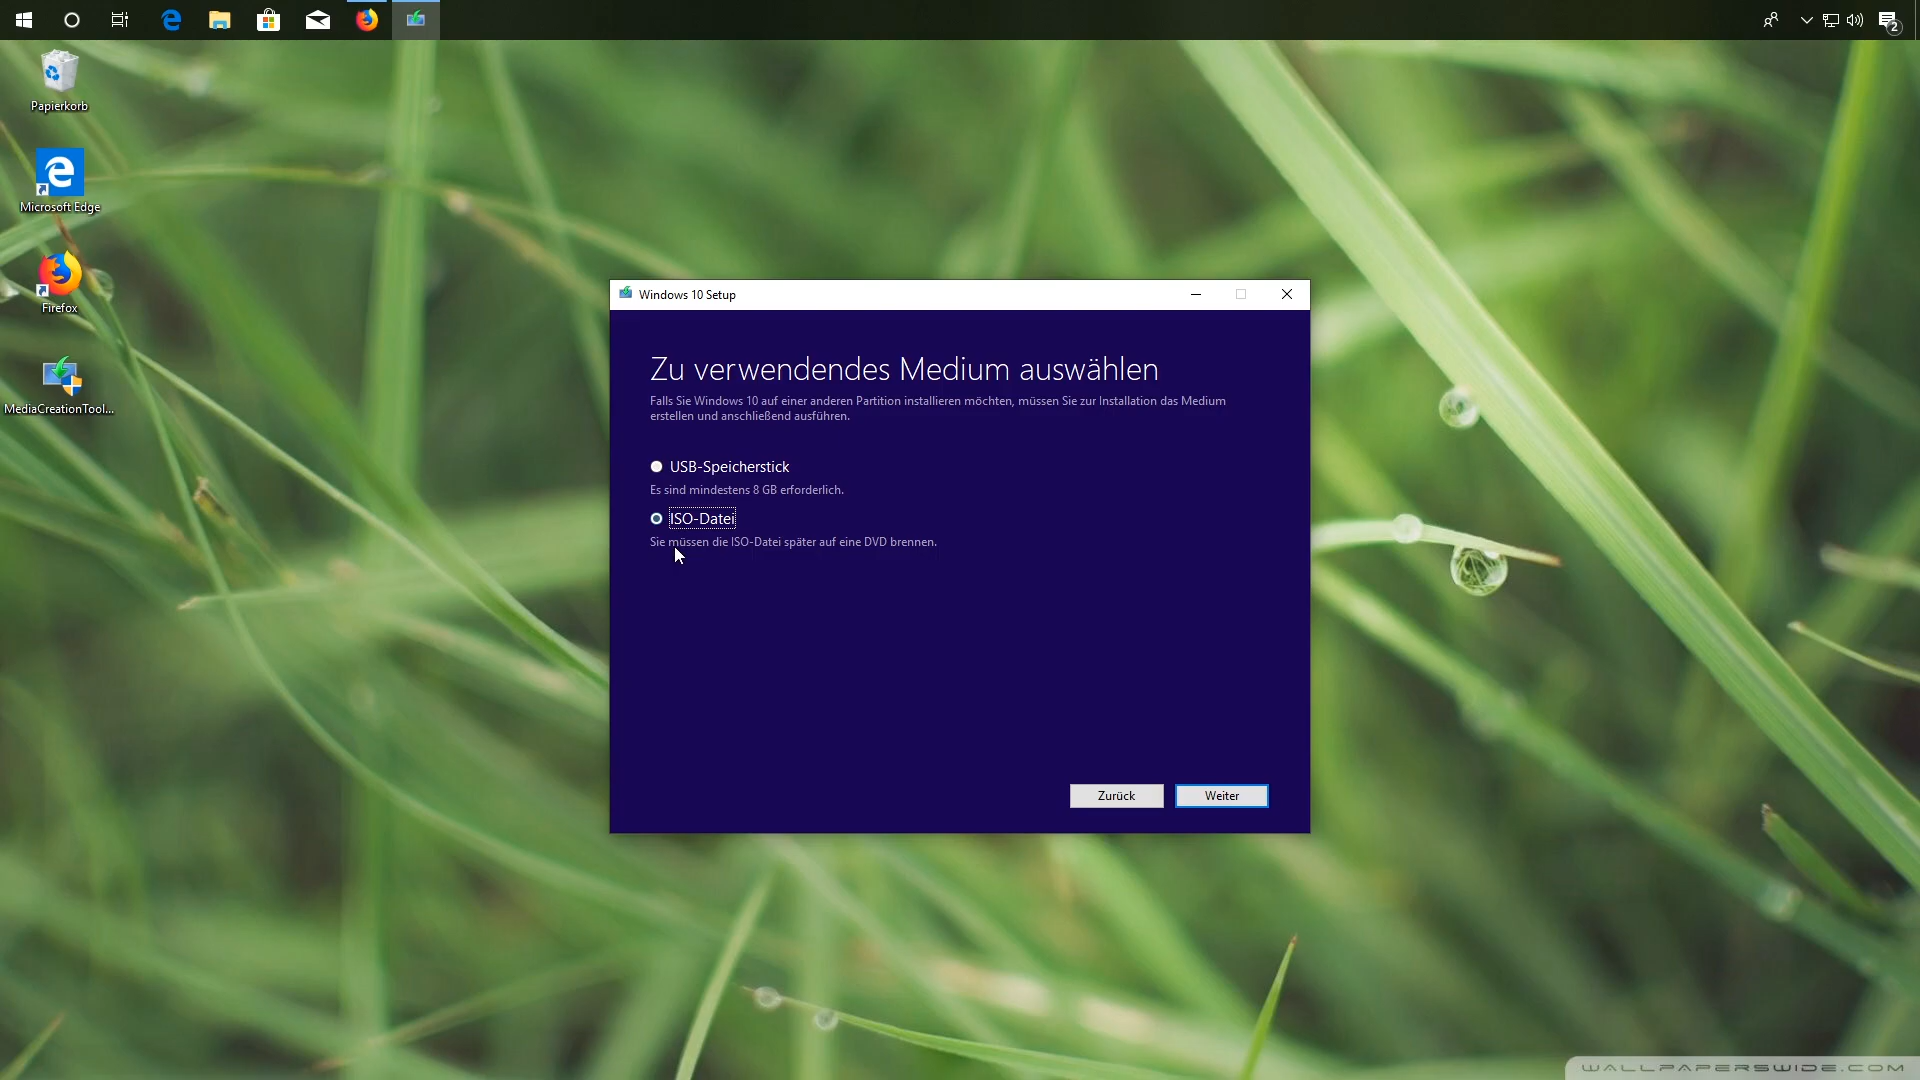 2
Papierkorb
Microsoft Edge
Firefox
MediaCreationTool...
Windows 10 Setup
Zu verwendendes Medium auswählen
Falls Sie Windows 10 auf einer anderen Partition installieren möchten, müssen Sie zur Installation das Medium
erstellen und anschließend ausführen.
USB-Speicherstick
Es sind mindestens 8 GB erforderlich.
ISO-Datei
Sie müssen die ISO-Datei später auf eine DVD brennen.
Zurück
Weiter
WALLPAPERSWIDE.COM